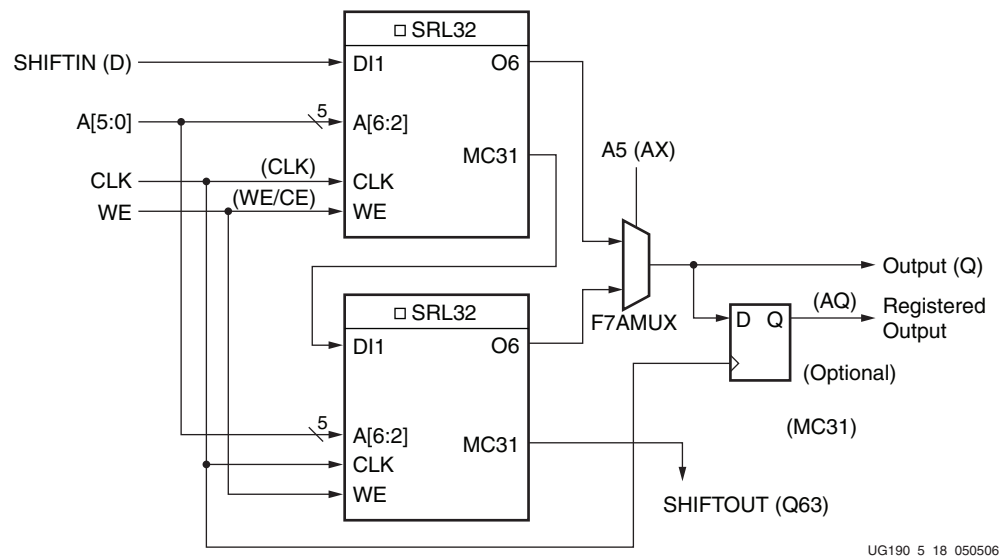 □ SRL32
SHIFTIN (D)
DI1
O6
A[5:0]
5
A[6:2]
MC31
A5 (AX)
CLK
(CLK)
CLK
WE
(WE/CE)
WE
Output (Q)
F7AMUX
□ SRL32
DI1
O6
D Q
(AQ)
Registered
Output
(Optional)
5
A[6:2]
MC31
(MC31)
CLK
WE
SHIFTOUT (Q63)
UG190_5_18_050506